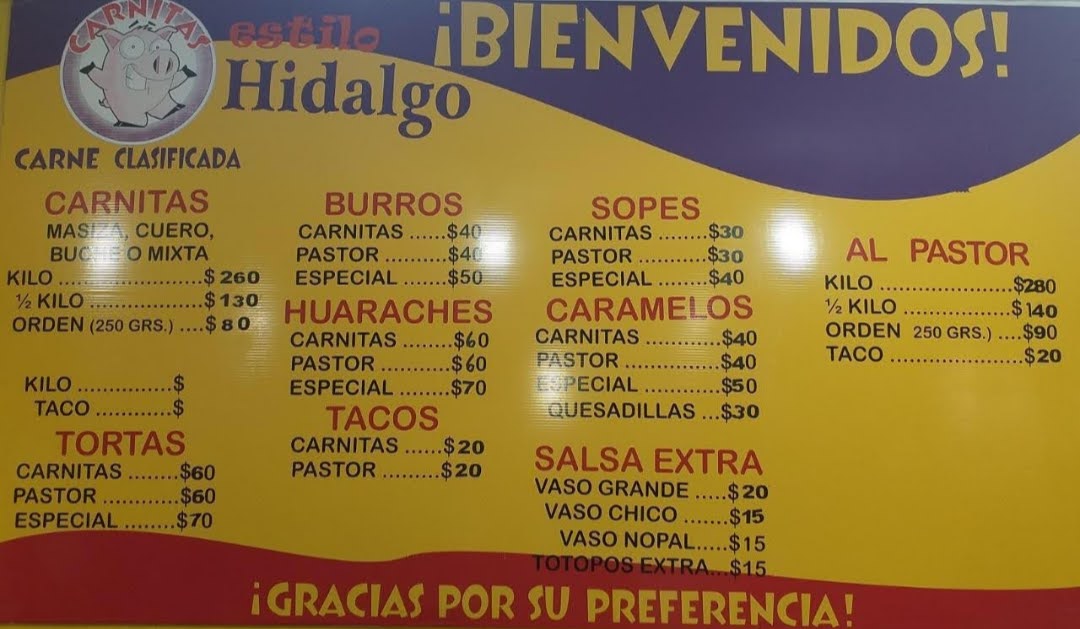 CARNITAS
estilo
Hidalgo
¡BIENVENIDOS!
CARNE CLASIFICADA
CARNITAS
MASIZA, CUERO,
BUCHE O MIXTA
KILO ......................$260
½ KILO .................$130
ORDEN (250 GRS.) ....$80
KILO ..............$
TACO ............$
TORTAS
CARNITAS ........$60
PASTOR ...........$60
ESPECIAL .........$70
BURROS
CARNITAS ......$40
PASTOR .........$40
ESPECIAL ......$50
HUARACHES
CARNITAS ........$60
PASTOR ...........$60
ESPECIAL ........$70
TACOS
CARNITAS ......$20
PASTOR .........$20
SOPES
CARNITAS ........$30
PASTOR ...........$30
ESPECIAL ........$40
CARAMELOS
CARNITAS ............$40
PASTOR ...............$40
ESPECIAL ............$50
QUESADILLAS ...$30
SALSA EXTRA
VASO GRANDE .....$20
VASO CHICO .......$15
VASO NOPAL.....$15
TOTOPOS EXTRA...$15
AL PASTOR
KILO .....................$280
½ KILO .................$140
ORDEN 250 GRS.) ....$90
TACO .....................$20
¡GRACIAS POR SU PREFERENCIA!